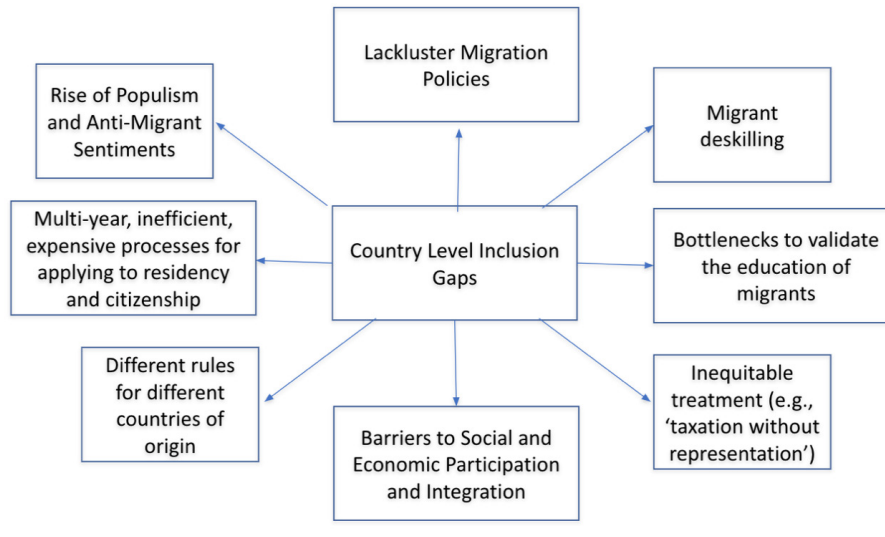 Lackluster Migration
Policies
Rise of Populism
and Anti-Migrant
Sentiments
Migrant
deskilling
Multi-year, inefficient,
expensive processes for
applying to residency
and citizenship
Country Level Inclusion
Gaps
Bottlenecks to validate
the education of
migrants
Different rules
for different
countries of
origin
Barriers to Social and
Economic Participation
and Integration
Inequitable
treatment (e.g.,
‘taxation without
representation’)